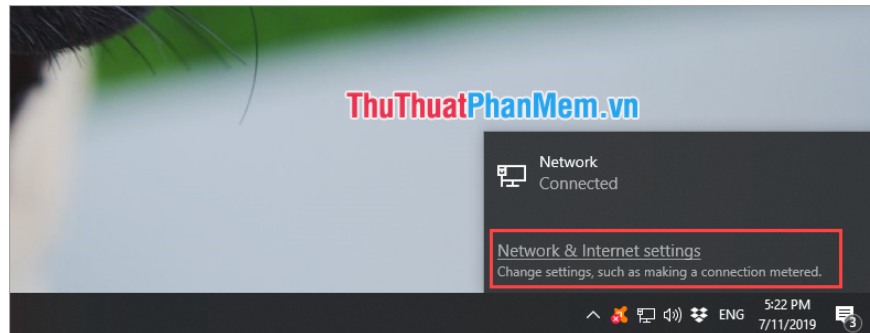 ThuThuatPhanMem.vn
Network
Connected
Network & Internet settings
Change settings, such as making a connection metered.
ENG
5:22 PM
7/11/2019
3